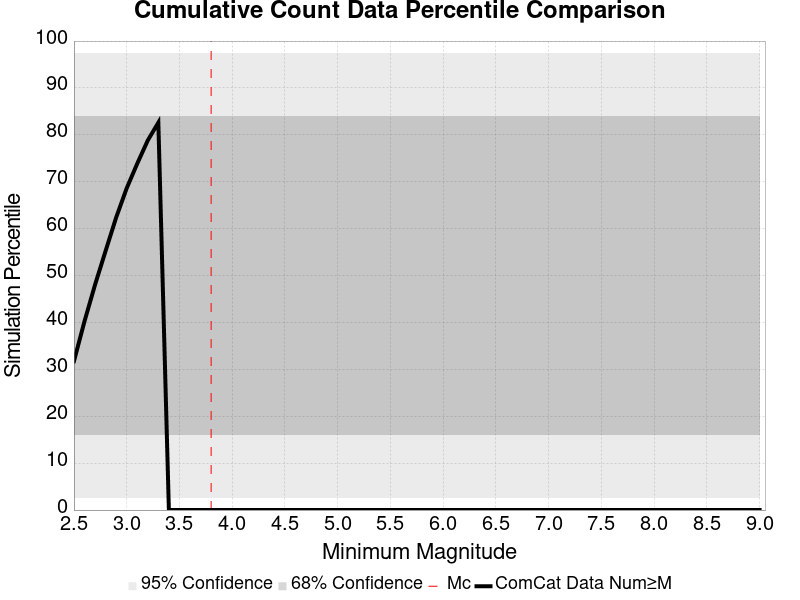 Cumulative Count Data Percentile Comparison
100
90
80
70
60
50
40
30
20
10
0
Simulation Percentile
2.5 3.0 3.5 4.0 4.5 5.0 5.5 6.0 6.5 7.0 7.5 8.0 8.5 9.0
Minimum Magnitude
95% Confidence 68% Confidence Mc ComCat Data Num≥M